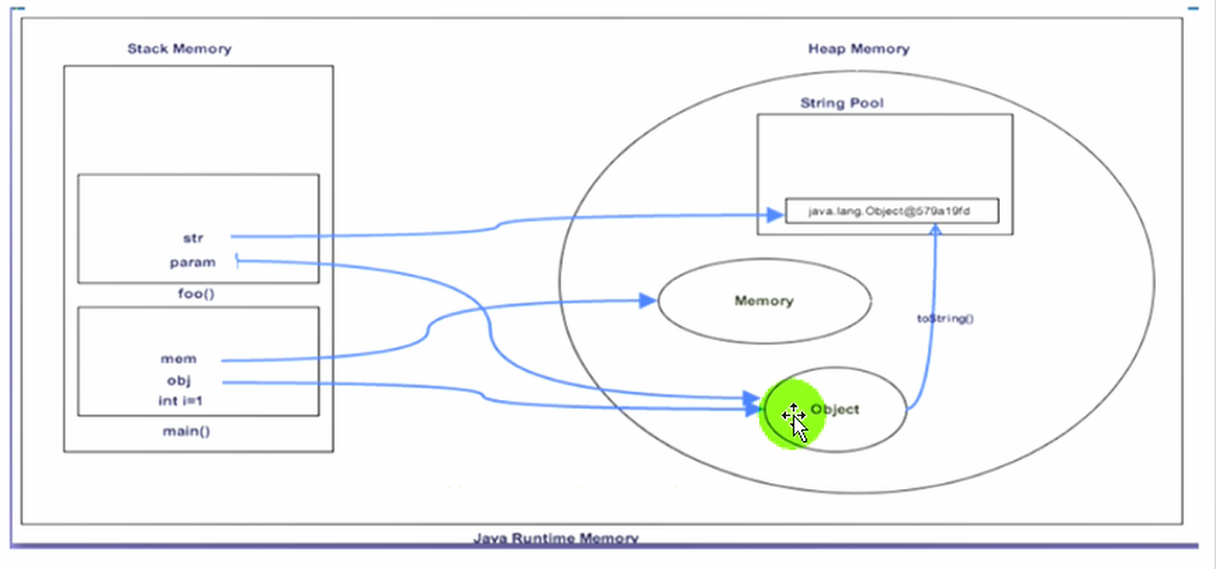 Stack Memory
Heap Memory
String Pool
java.lang.Object@579a19fd
str
param
foo()
Memory
toString()
mem
obj
int i=1
Object
main()
Java Runtime Memory